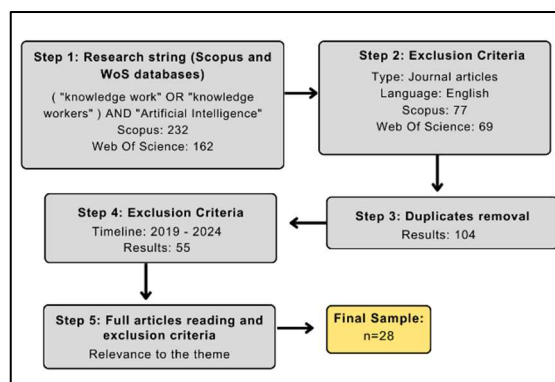 Step 1: Research string (Scopus and
WoS databases)
( "knowledge work" OR "knowledge
workers" ) AND "Artificial Intelligence"
Scopus: 232
Web Of Science: 162
Step 2: Exclusion Criteria
Type: Journal articles
Language: English
Scopus: 77
Web Of Science: 69
Step 3: Duplicates removal
Results: 104
Step 4: Exclusion Criteria
Timeline: 2019 - 2024
Results: 55
Step 5: Full articles reading and
exclusion criteria
Relevance to the theme
Final Sample:
n=28